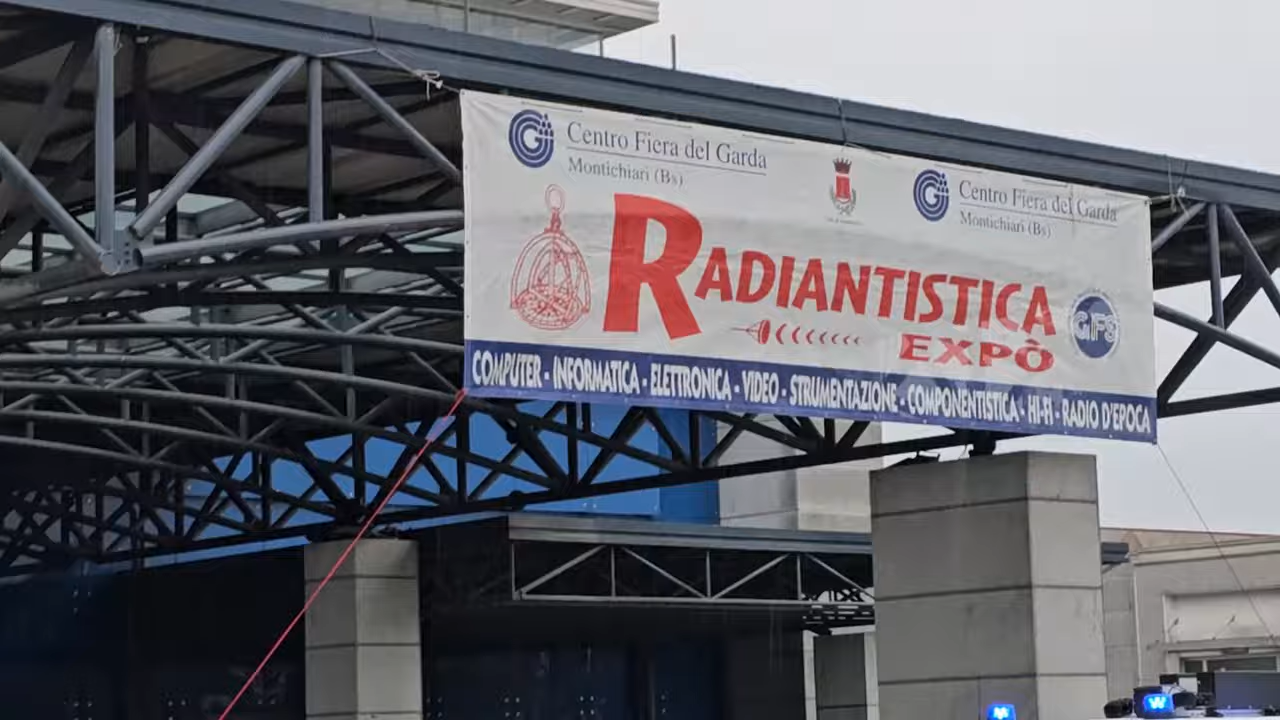 Centro Fiera del Garda
Montichiari (Bs)
Centro Fiera del Garda
Montichiari (Bs)
RADIANTISTICA
EXPÒ
GIFS
COMPUTER - INFORMATICA - ELETTRONICA - VIDEO - STRUMENTAZIONE - COMPONENTISTICA - HI-FI - RADIO D'EPOCA